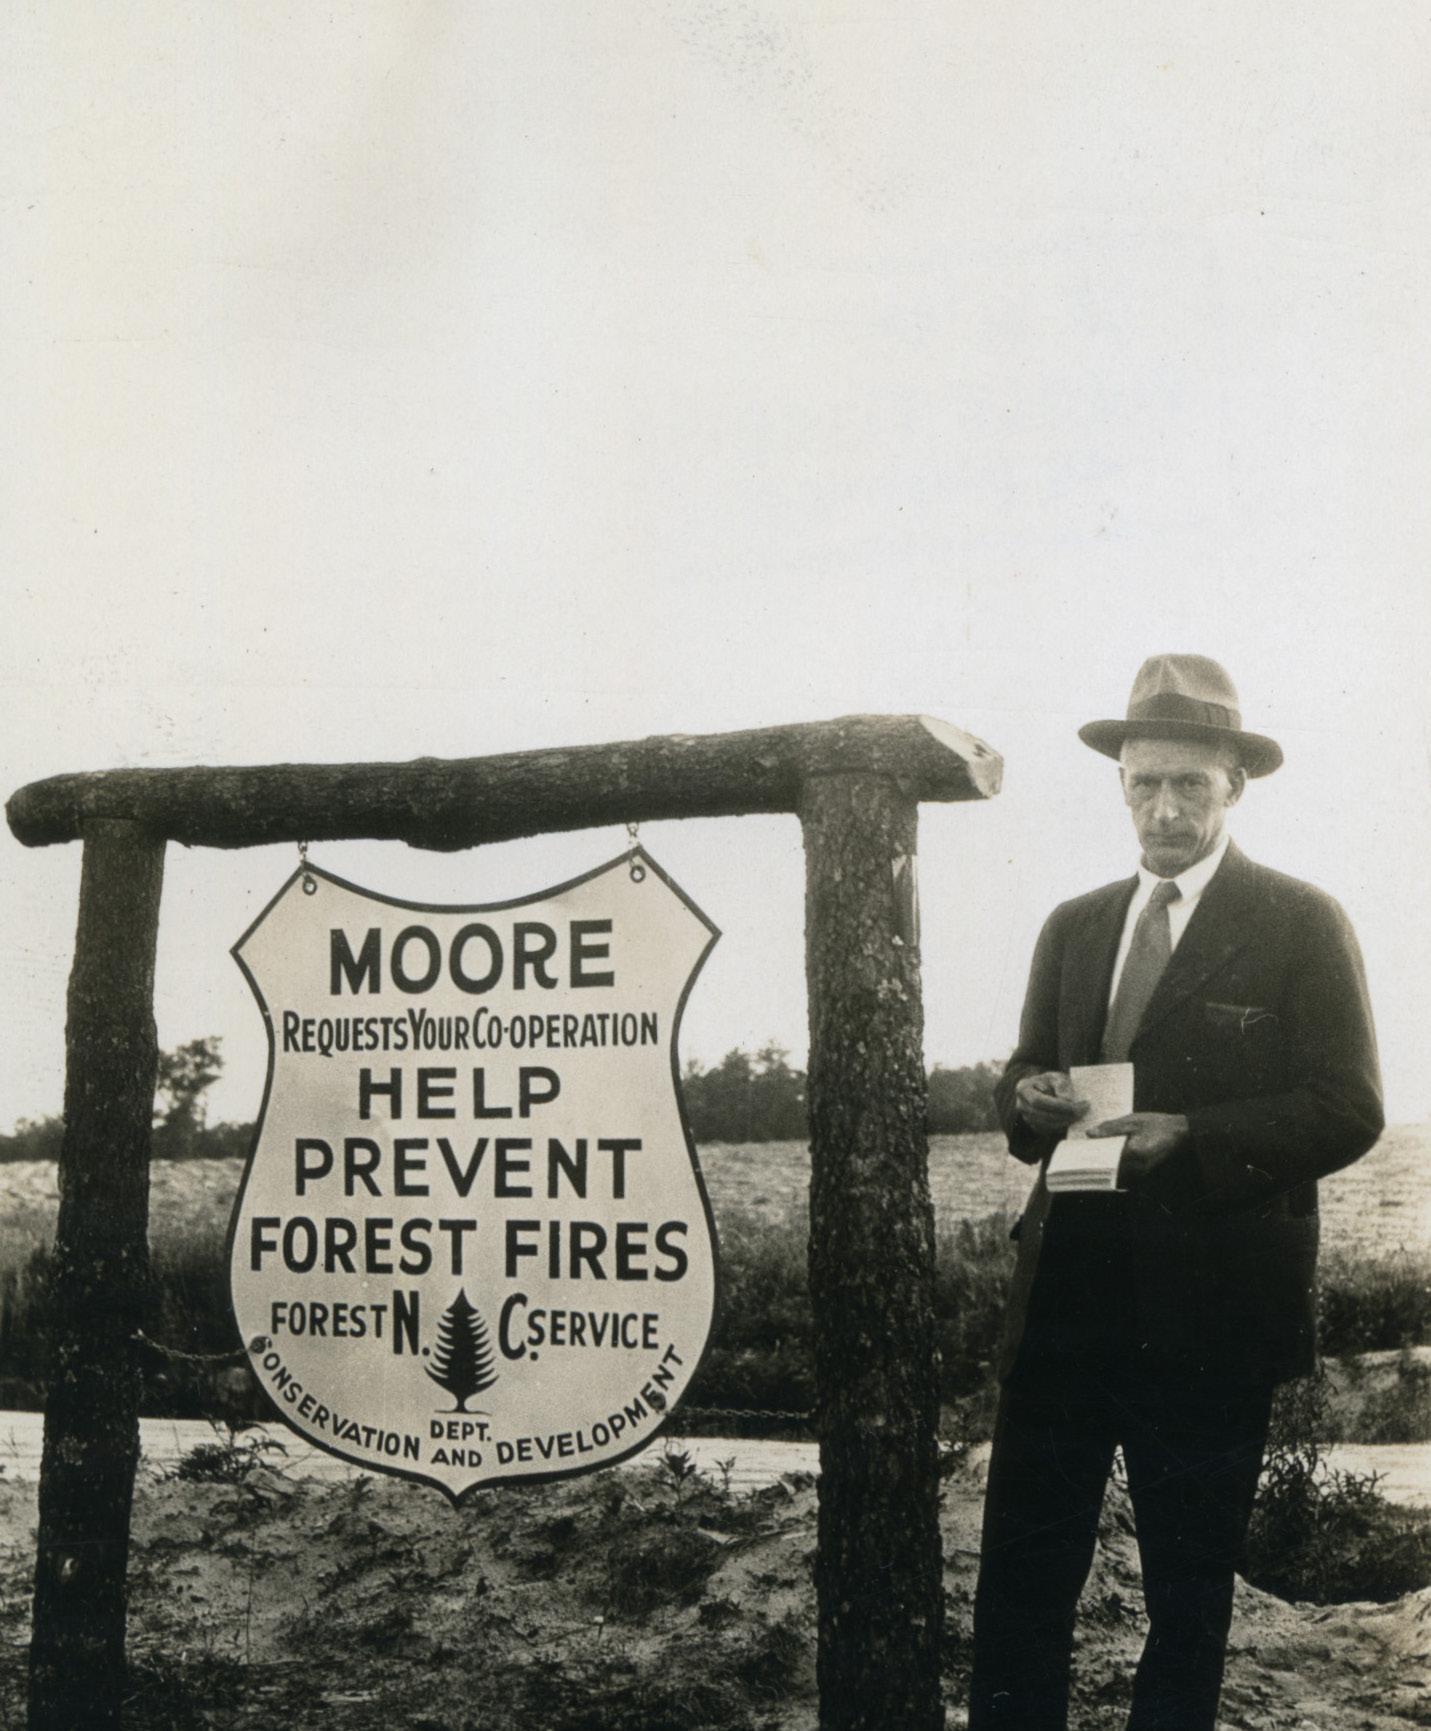 MOORE
REQUESTS YOUR CO-OPERATION
HELP
PREVENT
FOREST FIRES
FOREST N. C. SERVICE
DEPT.
CONSERVATION AND DEVELOPMENT